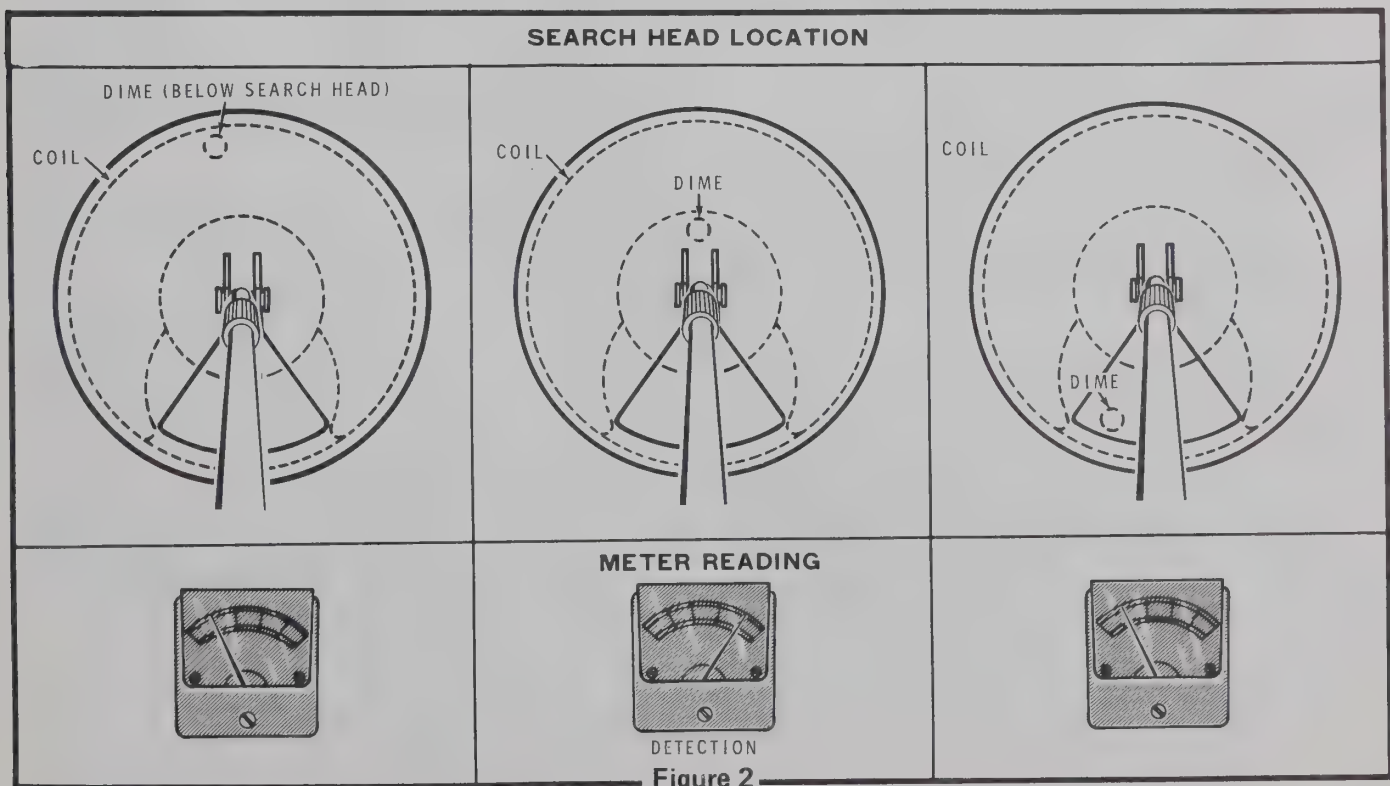 SEARCH HEAD LOCATION
DIME (BELOW SEARCH HEAD)
COIL
COIL
DIME
COIL
DIME
METER READING
DETECTION
Figure 2